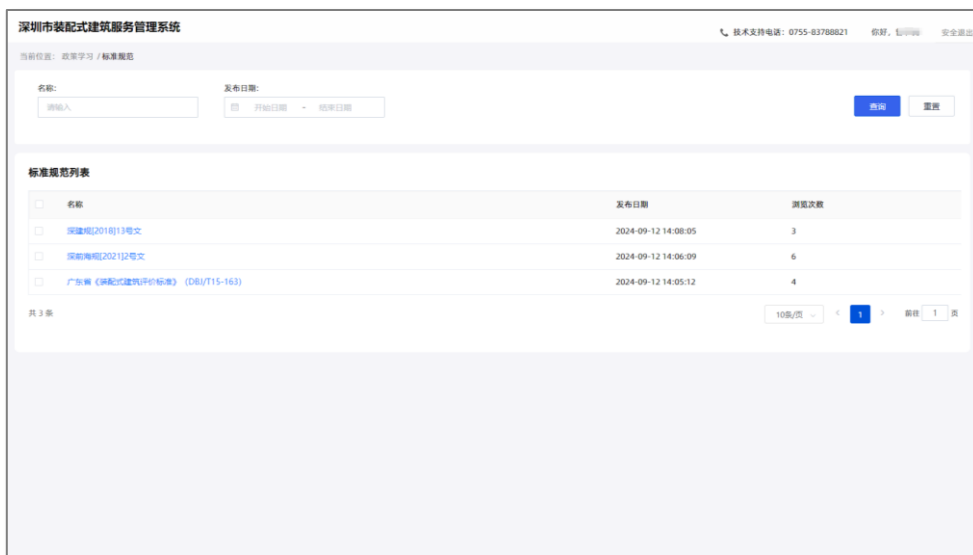 深圳市装配式建筑服务管理系统
技术支持电话：0755-83788821 你好， 安全退出
当前位置： 政策学习 / 标准规范
名称： 发布日期：
请输入 开始日期 - 结束日期 查询 重置
标准规范列表
名称 发布日期 浏览次数
深建规[2018]13号文 2024-09-12 14:08:05 3
深前海规[2021]2号文 2024-09-12 14:06:09 6
广东省《装配式建筑评价标准》（DBJ/T15-163） 2024-09-12 14:05:12 4
共 3 条 10条/页 1 前往 1 页